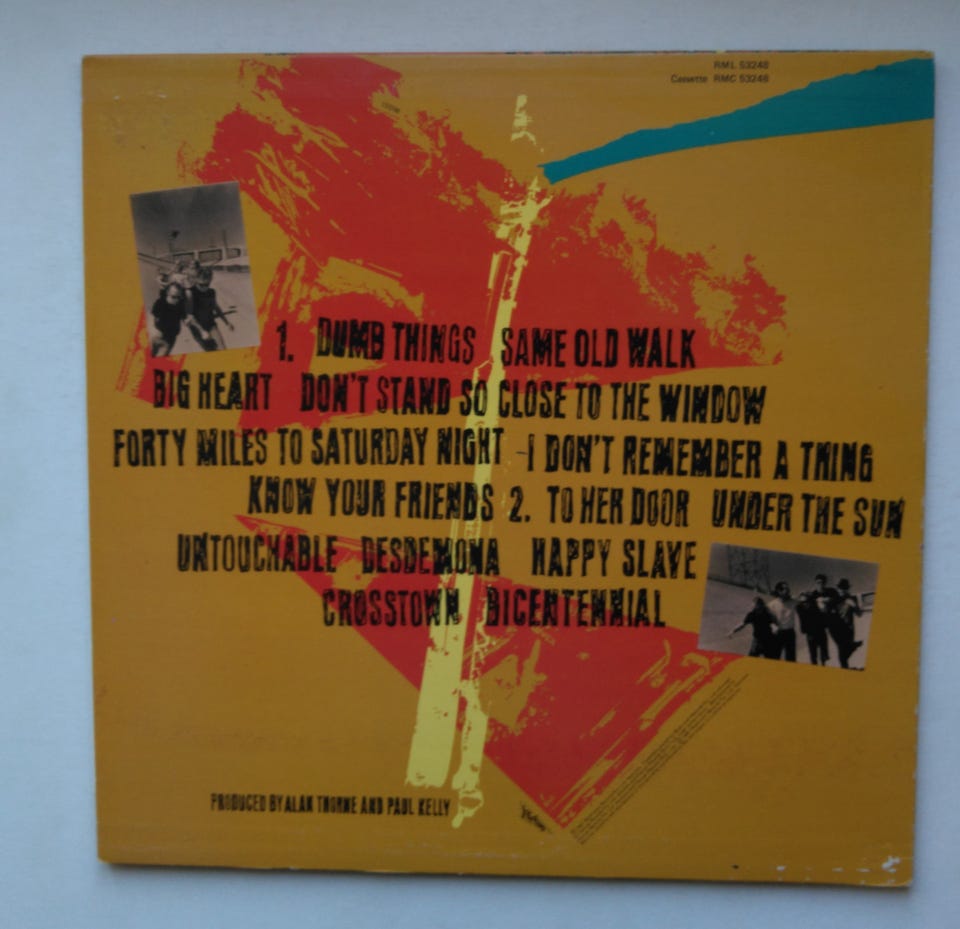 RML 53248
Cassette RMC 53248
1. DUMB THINGS SAME OLD WALK
BIG HEART DON'T STAND SO CLOSE TO THE WINDOW
FORTY MILES TO SATURDAY NIGHT I DON'T REMEMBER A THING
KNOW YOUR FRIENDS 2. TO HER DOOR UNDER THE SUN
UNTOUCHABLE DESDEMONA HAPPY SLAVE
CROSSTOWN BICENTENNIAL
PRODUCED BY ALAN THORNE AND PAUL KELLY